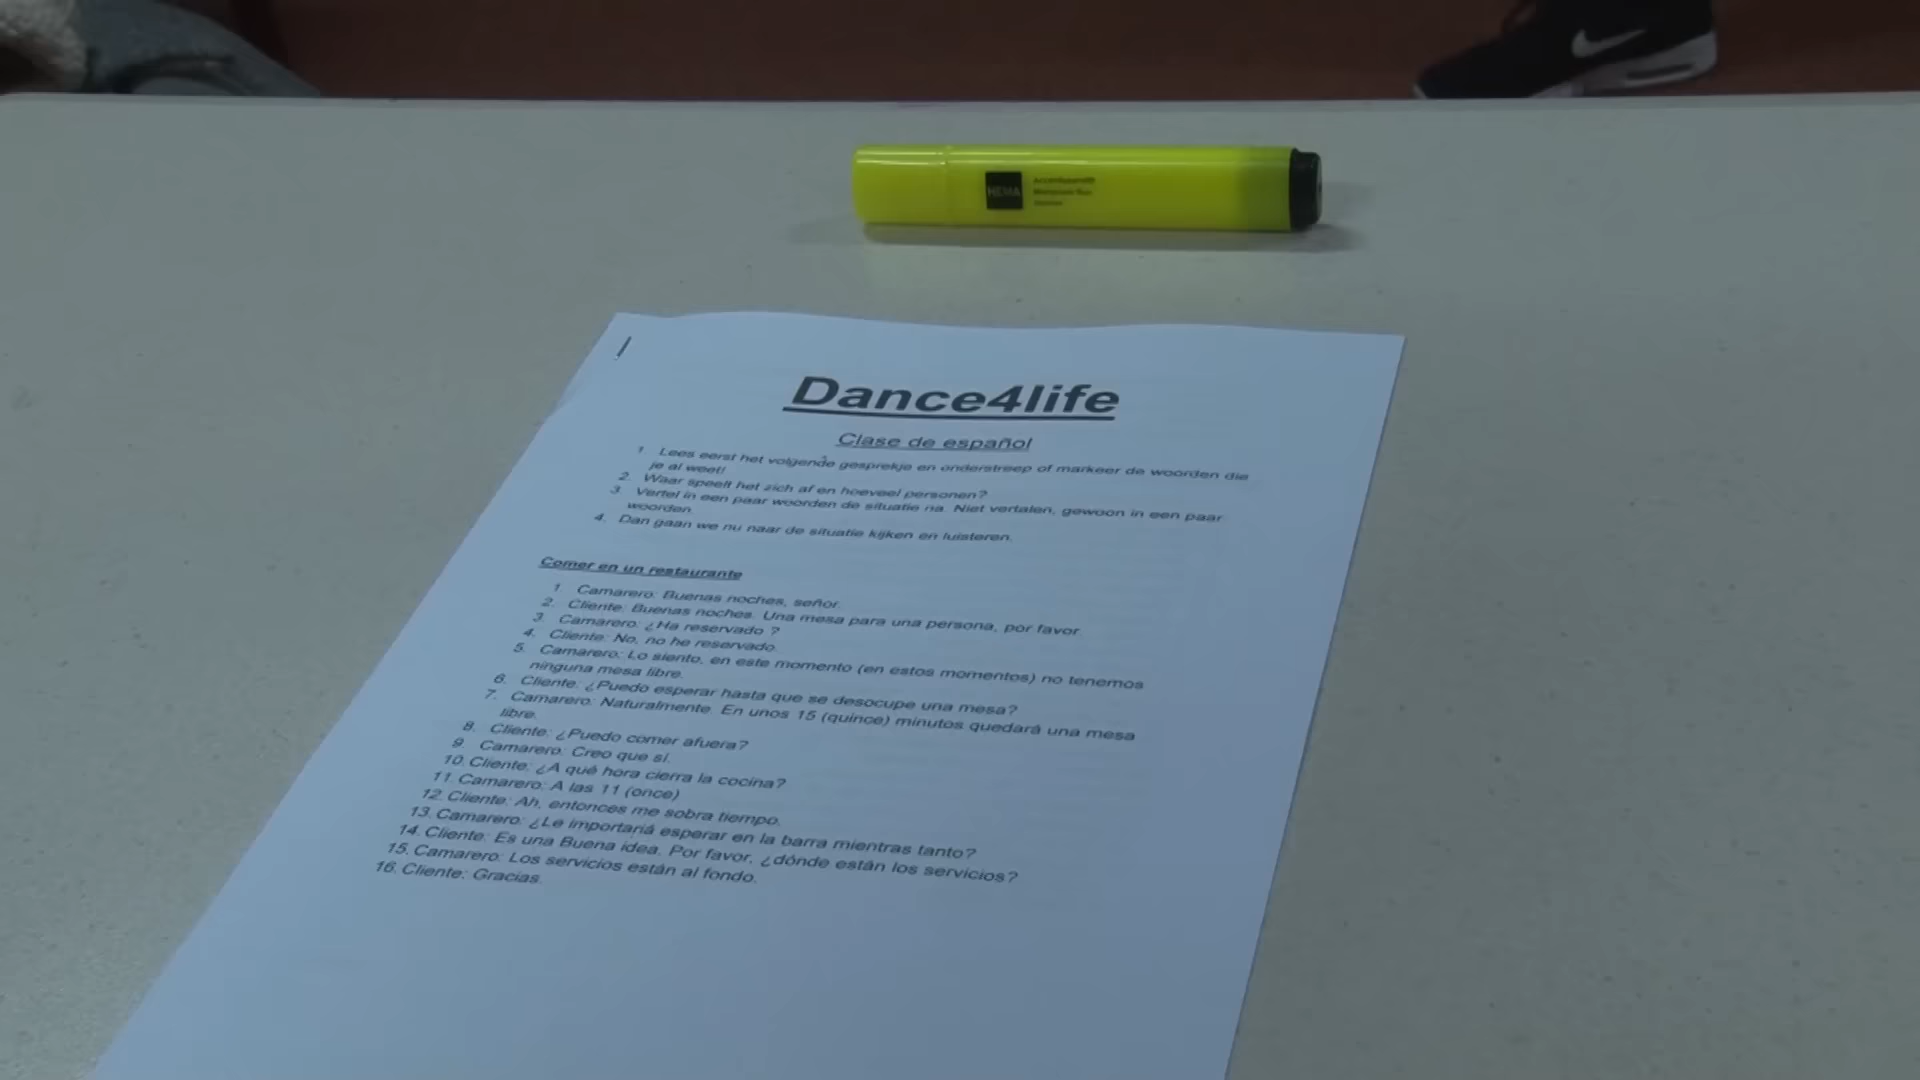 HEMA
Dance4life
Clase de español
1 Lees eerst het volgende gesprekje en onderstreep of markeer de woorden die
je al weet!
2. Waar speelt het zich af en hoeveel personen?
3 Vertel in een paar woorden de situatie na. Niet vertalen, gewoon in een paar
woorden.
4. Dan gaan we nu naar de situatie kijken en luisteren.
Comer en un restaurante
1 Camarero: Buenas noches, señor.
2. Cliente: Buenas noches. Una mesa para una persona, por favor.
3. Camarero: ¿Ha reservado ?
4. Cliente: No, no he reservado.
5. Camarero: Lo siento, en este momento (en estos momentos) no tenemos
ninguna mesa libre.
6. Cliente: ¿Puedo esperar hasta que se desocupe una mesa?
7. Camarero: Naturalmente. En unos 15 (quince) minutos quedará una mesa
libre.
8. Cliente: ¿Puedo comer afuera?
9. Camarero: Creo que sí.
10. Cliente: ¿A qué hora cierra la cocina?
11. Camarero: A las 11 (once)
12. Cliente: Ah, entonces me sobra tiempo.
13. Camarero: ¿Le importaría esperar en la barra mientras tanto?
14. Cliente: Es una Buena idea. Por favor, ¿dónde están los servicios?
15. Camarero: Los servicios están al fondo.
16. Cliente: Gracias.